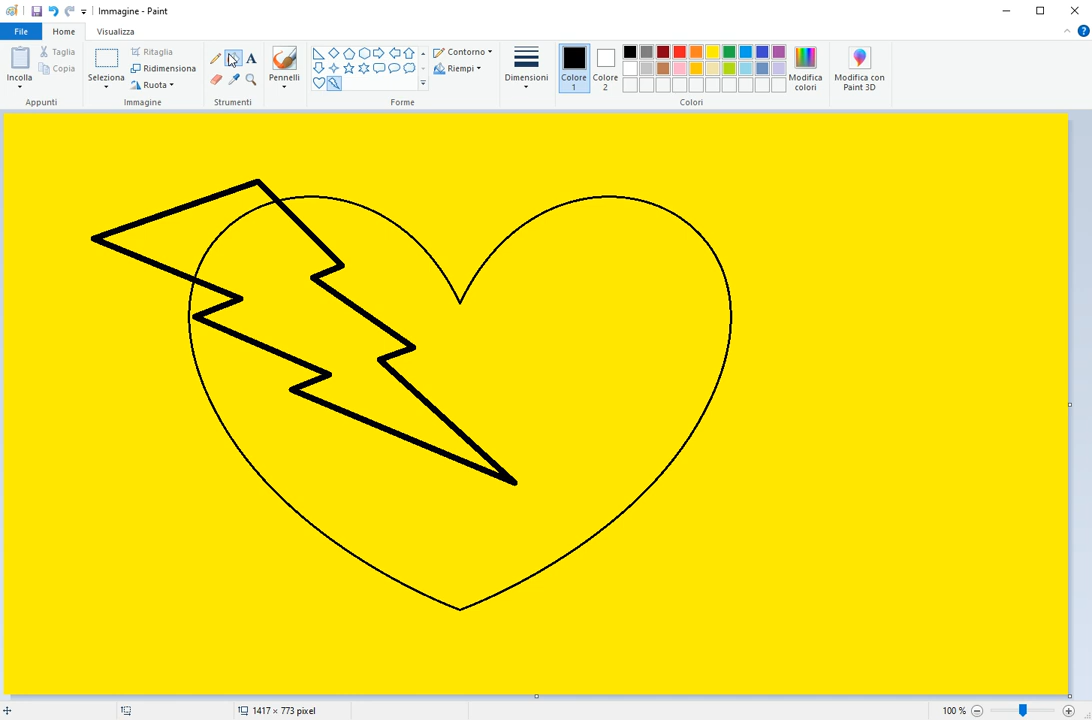 Immagine - Paint
File Home Visualizza
Incolla
Taglia
Copia
Appunti
Seleziona
Ritaglia
Ridimensiona
Ruota
Immagine
A
Strumenti
Pennelli
Contorno
Riempi
Forme
Dimensioni
Colore
1
Colore
2
Modifica
colori
Colori
Modifica con
Paint 3D
1417 × 773 pixel
100 %